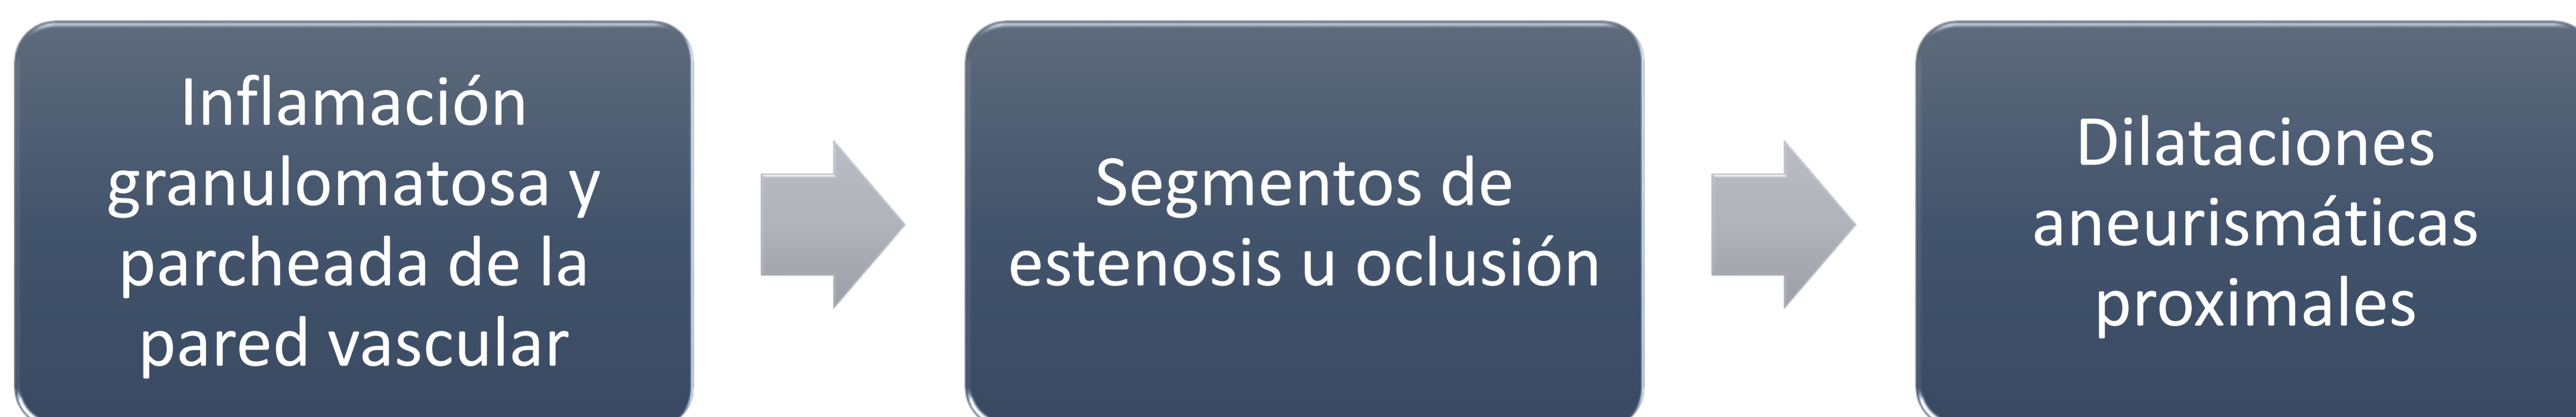 Inflamación
granulomatosa y
parcheada de la
pared vascular
Segmentos de
estenosis u oclusión
Dilataciones
aneurismáticas
proximales